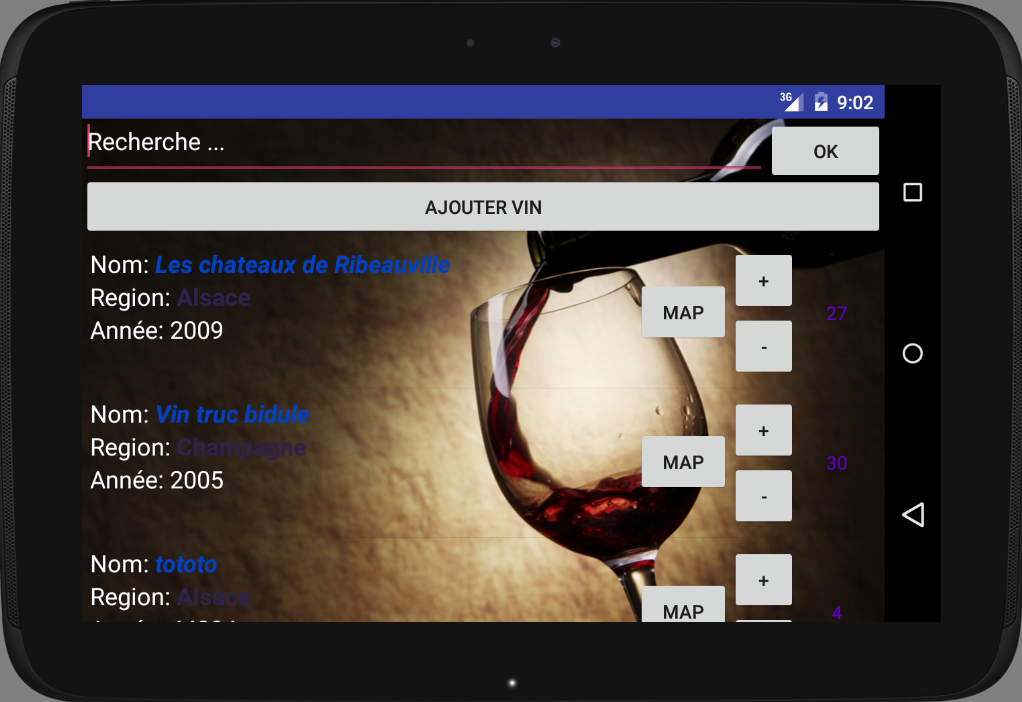 3G 9:02
Recherche ...
OK
AJOUTER VIN
Nom: Les chateaux de Ribeauville
Region: Alsace
Année: 2009
MAP
+
-
27
Nom: Vin truc bidule
Region: Champagne
Année: 2005
MAP
+
-
30
Nom: tototo
Region: Alsace
MAP
+
4